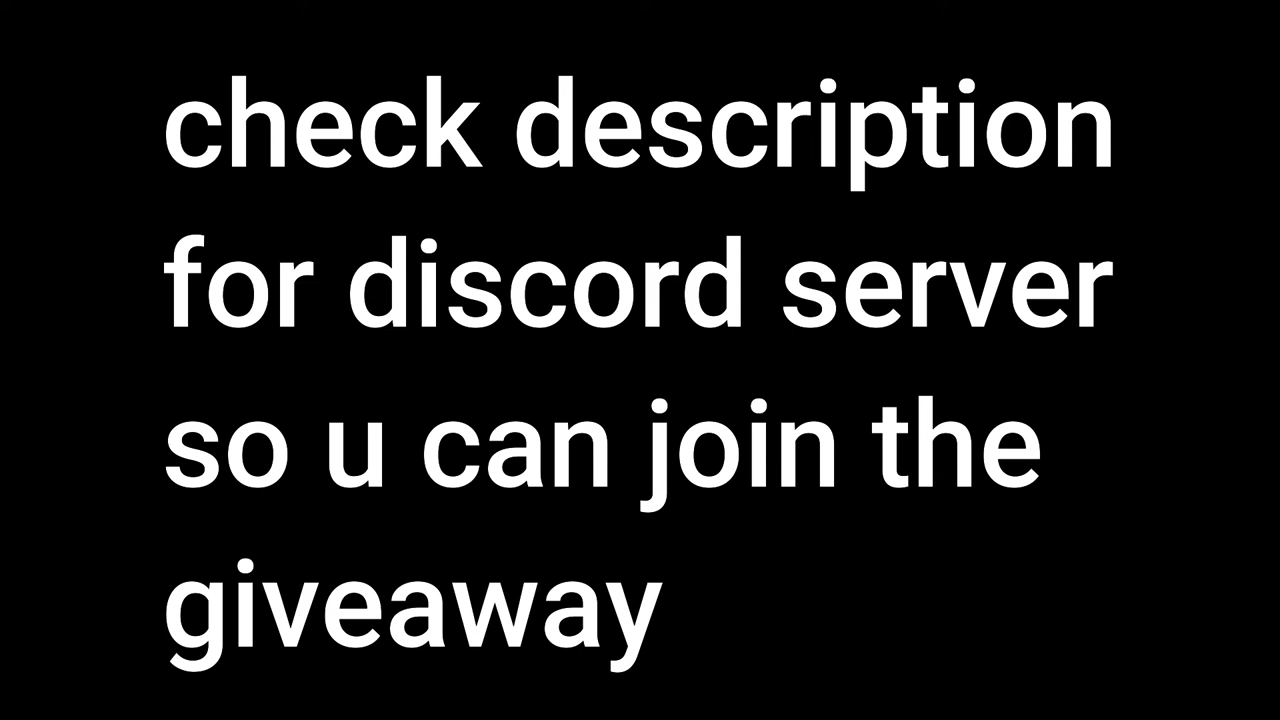 check description
for discord server
so u can join the
giveaway